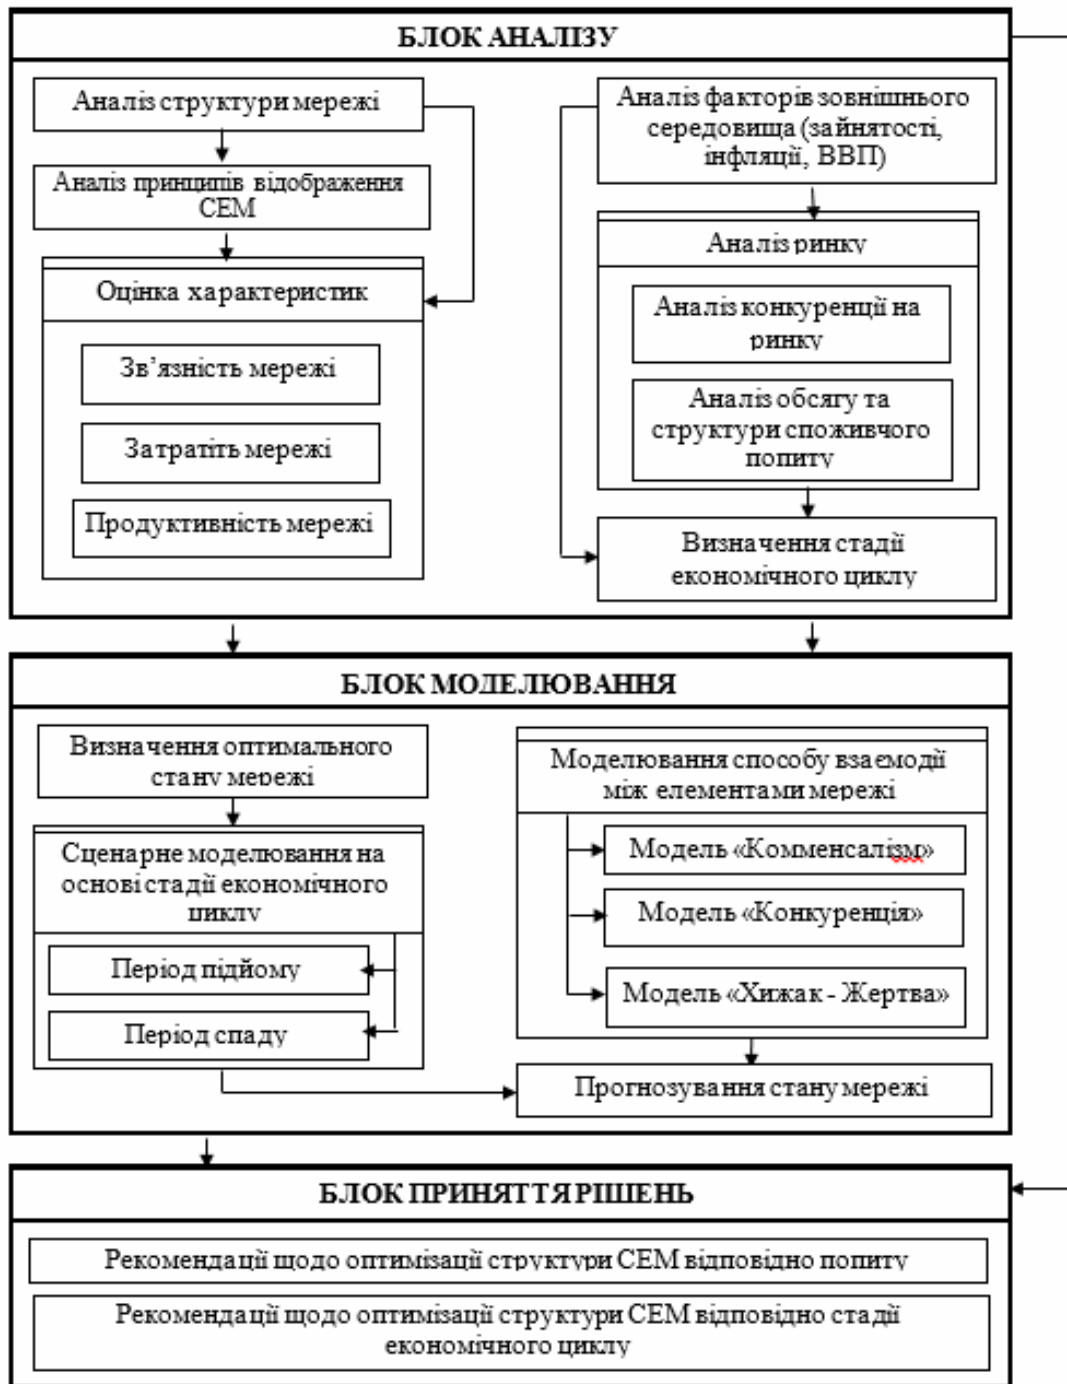 БЛОК АНАЛІЗУ
Аналіз структури мережі
Аналіз принципів відображення
СЕМ
Оцінка характеристик
Зв’язність мережі
Затратіть мережі
Продуктивність мережі
Аналіз факторів зовнішнього
середовища (зайнятості,
інфляції, ВВП)
Аналіз ринку
Аналіз конкуренції на
ринку
Аналіз обсягу та
структури споживчого
попиту
Визначення стадії
економічного циклу
БЛОК МОДЕЛЮВАННЯ
Визначення оптимального
стану мережі
Сценарне моделювання на
основі стадії економічного
циклу
Період підйому
Період спаду
Моделювання способу взаємодії
між елементами мережі
Модель «Комменсалізм»
Модель «Конкуренція»
Модель «Хижак - Жертва»
Прогнозування стану мережі
БЛОК ПРИНЯТТЯ РІШЕНЬ
Рекомендації щодо оптимізації структури СЕМ відповідно попиту
Рекомендації щодо оптимізації структури СЕМ відповідно стадії
економічного циклу